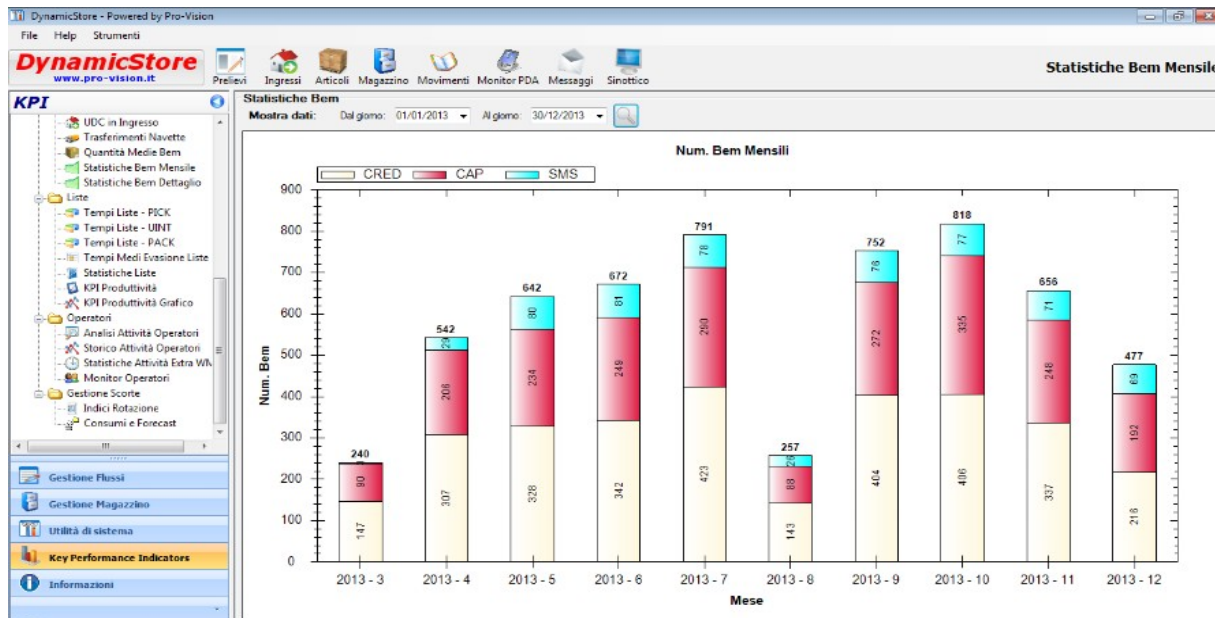 DynamicStore - Powered by Pro-Vision
File Help Strumenti
DynamicStore
www.pro-vision.it
Prelievi Ingressi Articoli Magazzino Movimenti Monitor PDA Messaggi Sinottico
Statistiche Bem Mensile
KPI
UDC in Ingresso
Trasferimenti Navette
Quantità Medie Bem
Statistiche Bem Mensile
Statistiche Bem Dettaglio
Liste
Tempi Liste - PICK
Tempi Liste - UINT
Tempi Liste - PACK
Tempi Medi Evasione Liste
Statistiche Liste
KPI Produttività
KPI Produttività Grafico
Operatori
Analisi Attività Operatori
Storico Attività Operatori
Statistiche Attività Extra WM
Monitor Operatori
Gestione Scorte
Indici Rotazione
Consumi e Forecast
Gestione Flussi
Gestione Magazzino
Utilità di sistema
Key Performance Indicators
Informazioni
Statistiche Bem
Mostra dati: Dal giorno: 01/01/2013 Al giorno: 30/12/2013
Num. Bem Mensili
CRED CAP SMS
Num. Bem
900
800
700
600
500
400
300
200
100
0
240 542 642 672 791 257 752 818 656 477
29 80 81 78 26 76 77 71 69
90 206 234 249 290 88 272 335 248 192
147 307 328 342 423 143 404 406 337 216
2013 - 3 2013 - 4 2013 - 5 2013 - 6 2013 - 7 2013 - 8 2013 - 9 2013 - 10 2013 - 11 2013 - 12
Mese